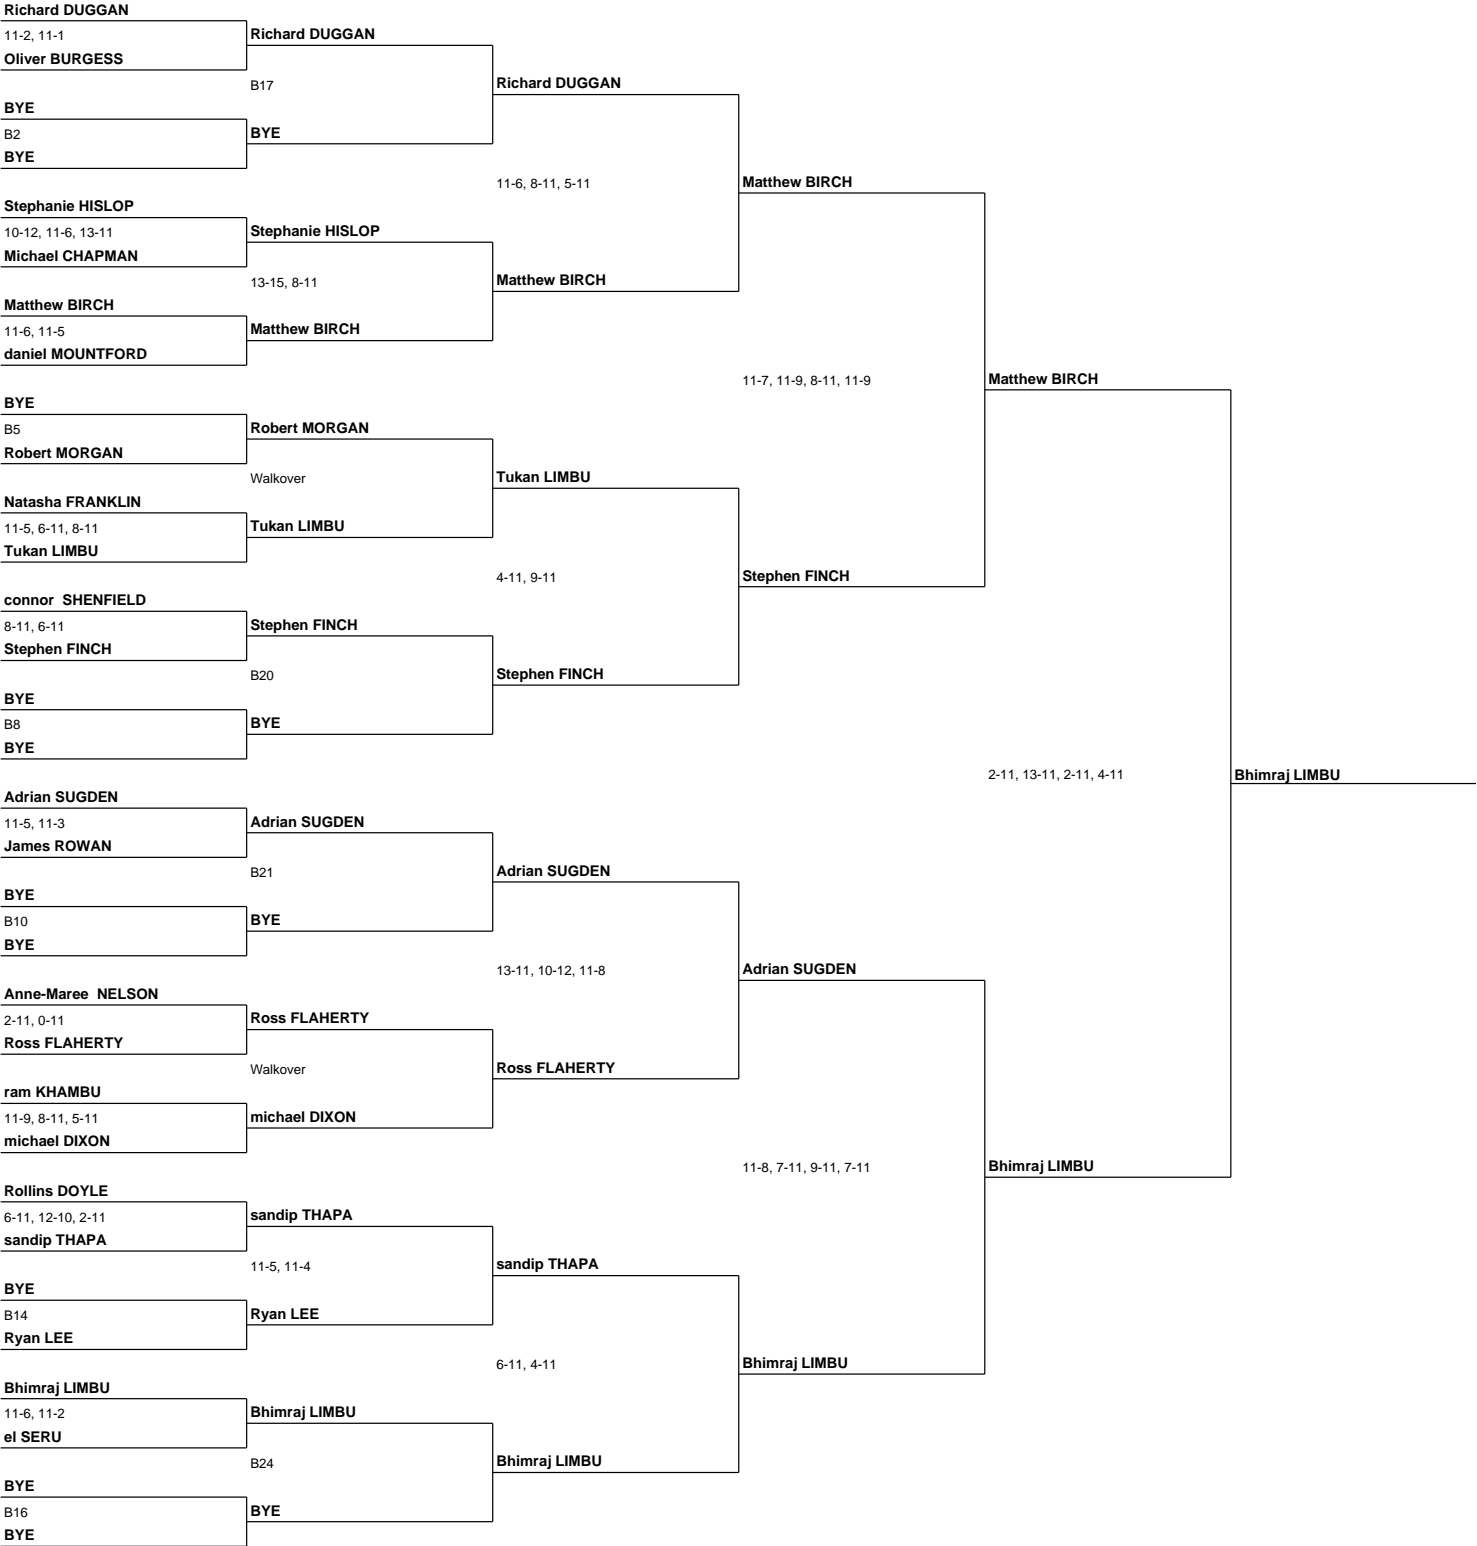 Richard DUGGAN
11-2, 11-1
Richard DUGGAN
Oliver BURGESS
B17
Richard DUGGAN
BYE
B2
BYE
BYE
11-6, 8-11, 5-11
Matthew BIRCH
Stephanie HISLOP
10-12, 11-6, 13-11
Stephanie HISLOP
Michael CHAPMAN
13-15, 8-11
Matthew BIRCH
Matthew BIRCH
11-6, 11-5
Matthew BIRCH
daniel MOUNTFORD
11-7, 11-9, 8-11, 11-9
Matthew BIRCH
BYE
B5
Robert MORGAN
Robert MORGAN
Walkover
Tukan LIMBU
Natasha FRANKLIN
11-5, 6-11, 8-11
Tukan LIMBU
Tukan LIMBU
4-11, 9-11
Stephen FINCH
connor  SHENFIELD
8-11, 6-11
Stephen FINCH
Stephen FINCH
B20
Stephen FINCH
BYE
B8
BYE
BYE
2-11, 13-11, 2-11, 4-11
Bhimraj LIMBU
Adrian SUGDEN
11-5, 11-3
Adrian SUGDEN
James ROWAN
B21
Adrian SUGDEN
BYE
B10
BYE
BYE
13-11, 10-12, 11-8
Adrian SUGDEN
Anne-Maree  NELSON
2-11, 0-11
Ross FLAHERTY
Ross FLAHERTY
Walkover
Ross FLAHERTY
ram KHAMBU
11-9, 8-11, 5-11
michael DIXON
michael DIXON
11-8, 7-11, 9-11, 7-11
Bhimraj LIMBU
Rollins DOYLE
6-11, 12-10, 2-11
sandip THAPA
sandip THAPA
11-5, 11-4
sandip THAPA
BYE
B14
Ryan LEE
Ryan LEE
6-11, 4-11
Bhimraj LIMBU
Bhimraj LIMBU
11-6, 11-2
Bhimraj LIMBU
el SERU
B24
Bhimraj LIMBU
BYE
B16
BYE
BYE